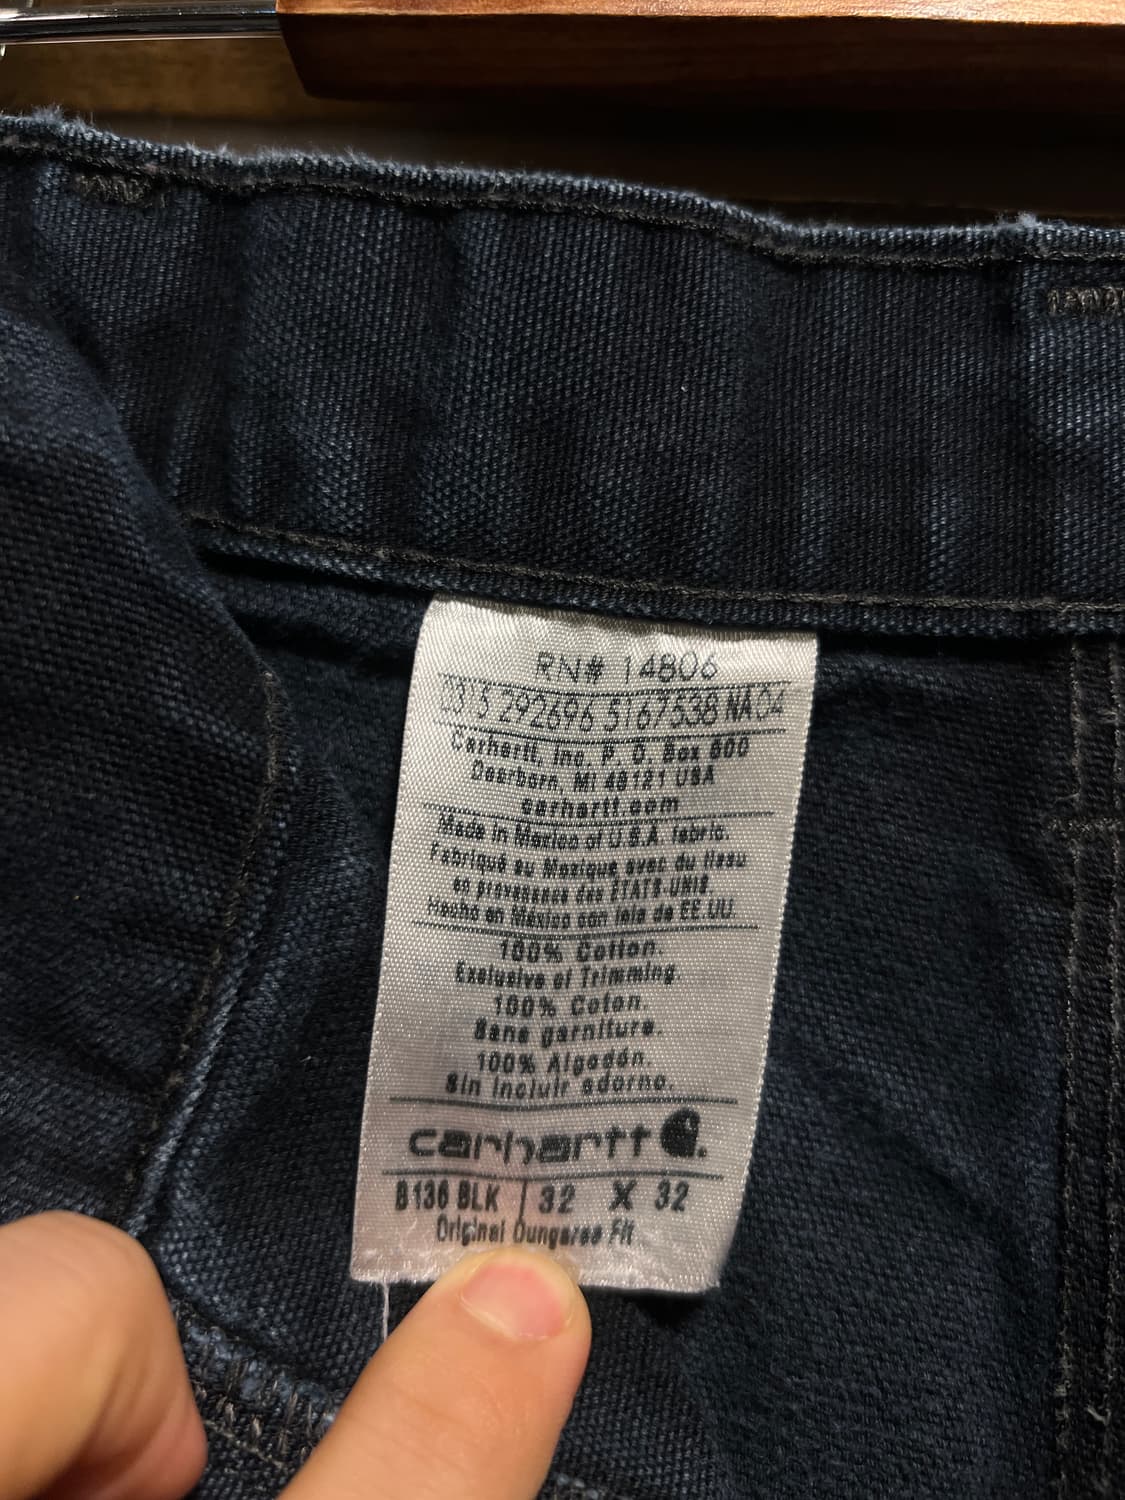 RN# 14806
0315 292696 5167538 NA04
Carhartt, Inc. P. O. Box 600
Dearborn, MI 48121 USA
carhartt.com
Made in Mexico of U.S.A. fabric.
Fabriqué au Mexique avec du tissu
en provenance des ÉTATS-UNIS
Hecho en México con tela de EE.UU.
100% Cotton.
Exclusive of Trimming.
100% Coton.
Sans garniture.
100% Algodón.
Sin incluir adorno.
carhartt
B136 BLK | 32 X 32
Original Dungaree Fit